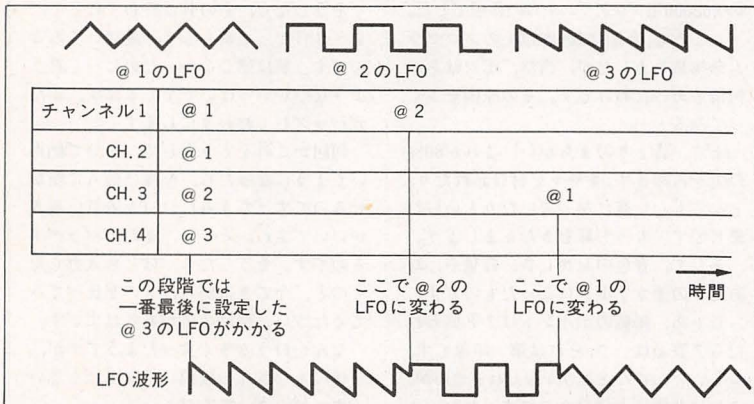 @1のLFO
@2のLFO
@3のLFO
チャンネル.1 @1 @2
CH.2 @1
CH.3 @2 @1
CH.4 @3
この段階では
一番最後に設定した
@3のLFOがかかる
ここで@2の
LFOに変わる
ここで@1の
LFOに変わる
時間
LFO波形